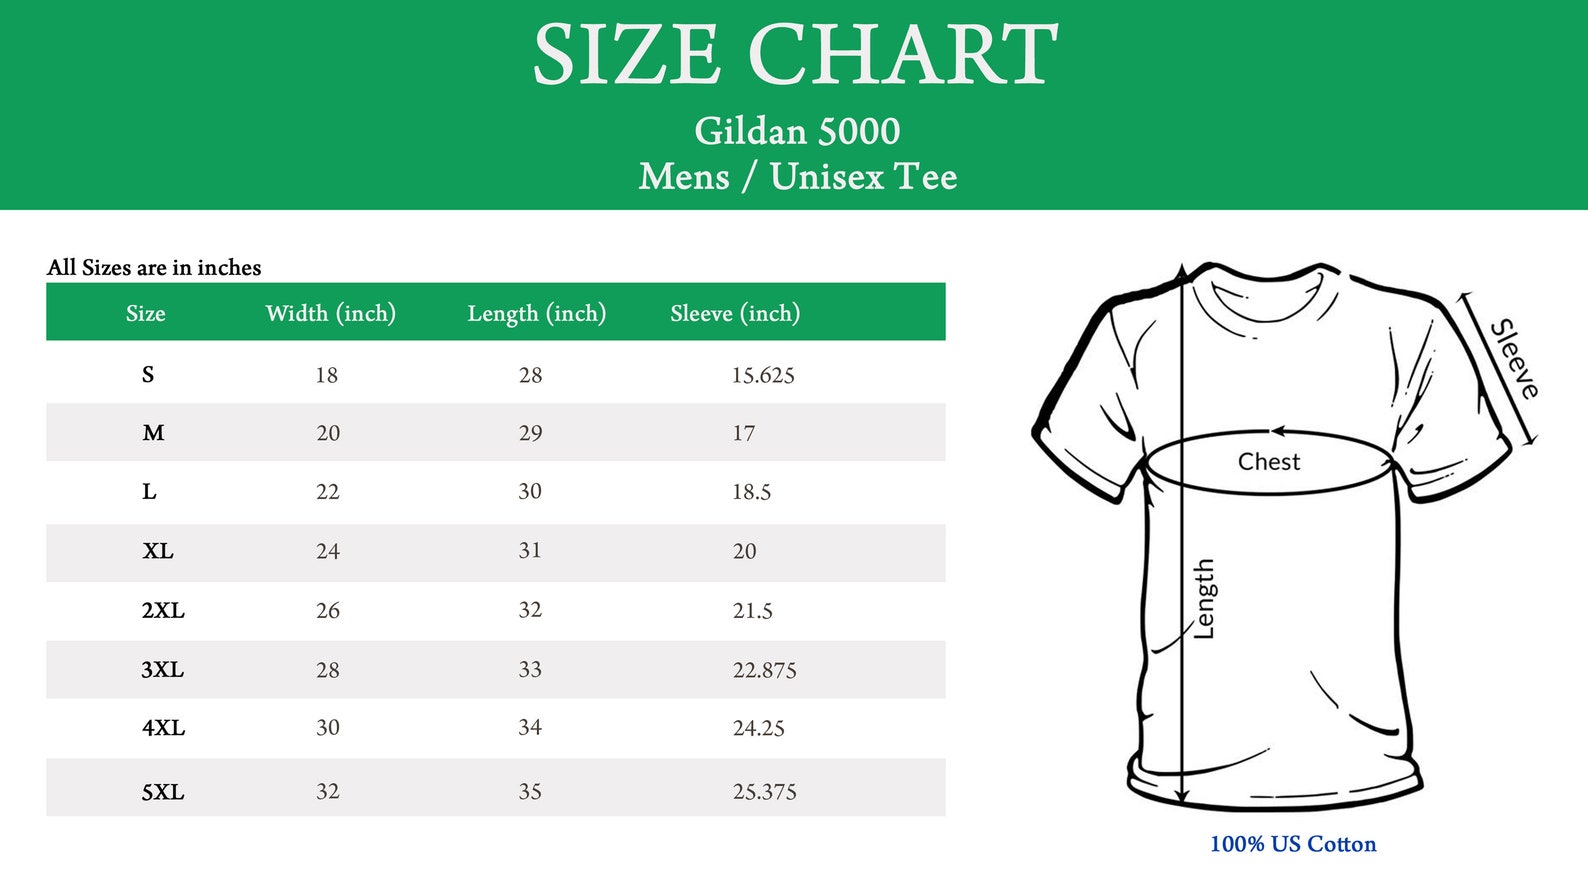 SIZE CHART
Gildan 5000
Mens / Unisex Tee
All Sizes are in inches
Size Width (inch) Length (inch) Sleeve (inch)
S 18 28 15.625
M 20 29 17
L 22 30 18.5
XL 24 31 20
2XL 26 32 21.5
3XL 28 33 22.875
4XL 30 34 24.25
5XL 32 35 25.375
Sleeve
Chest
Length
100% US Cotton